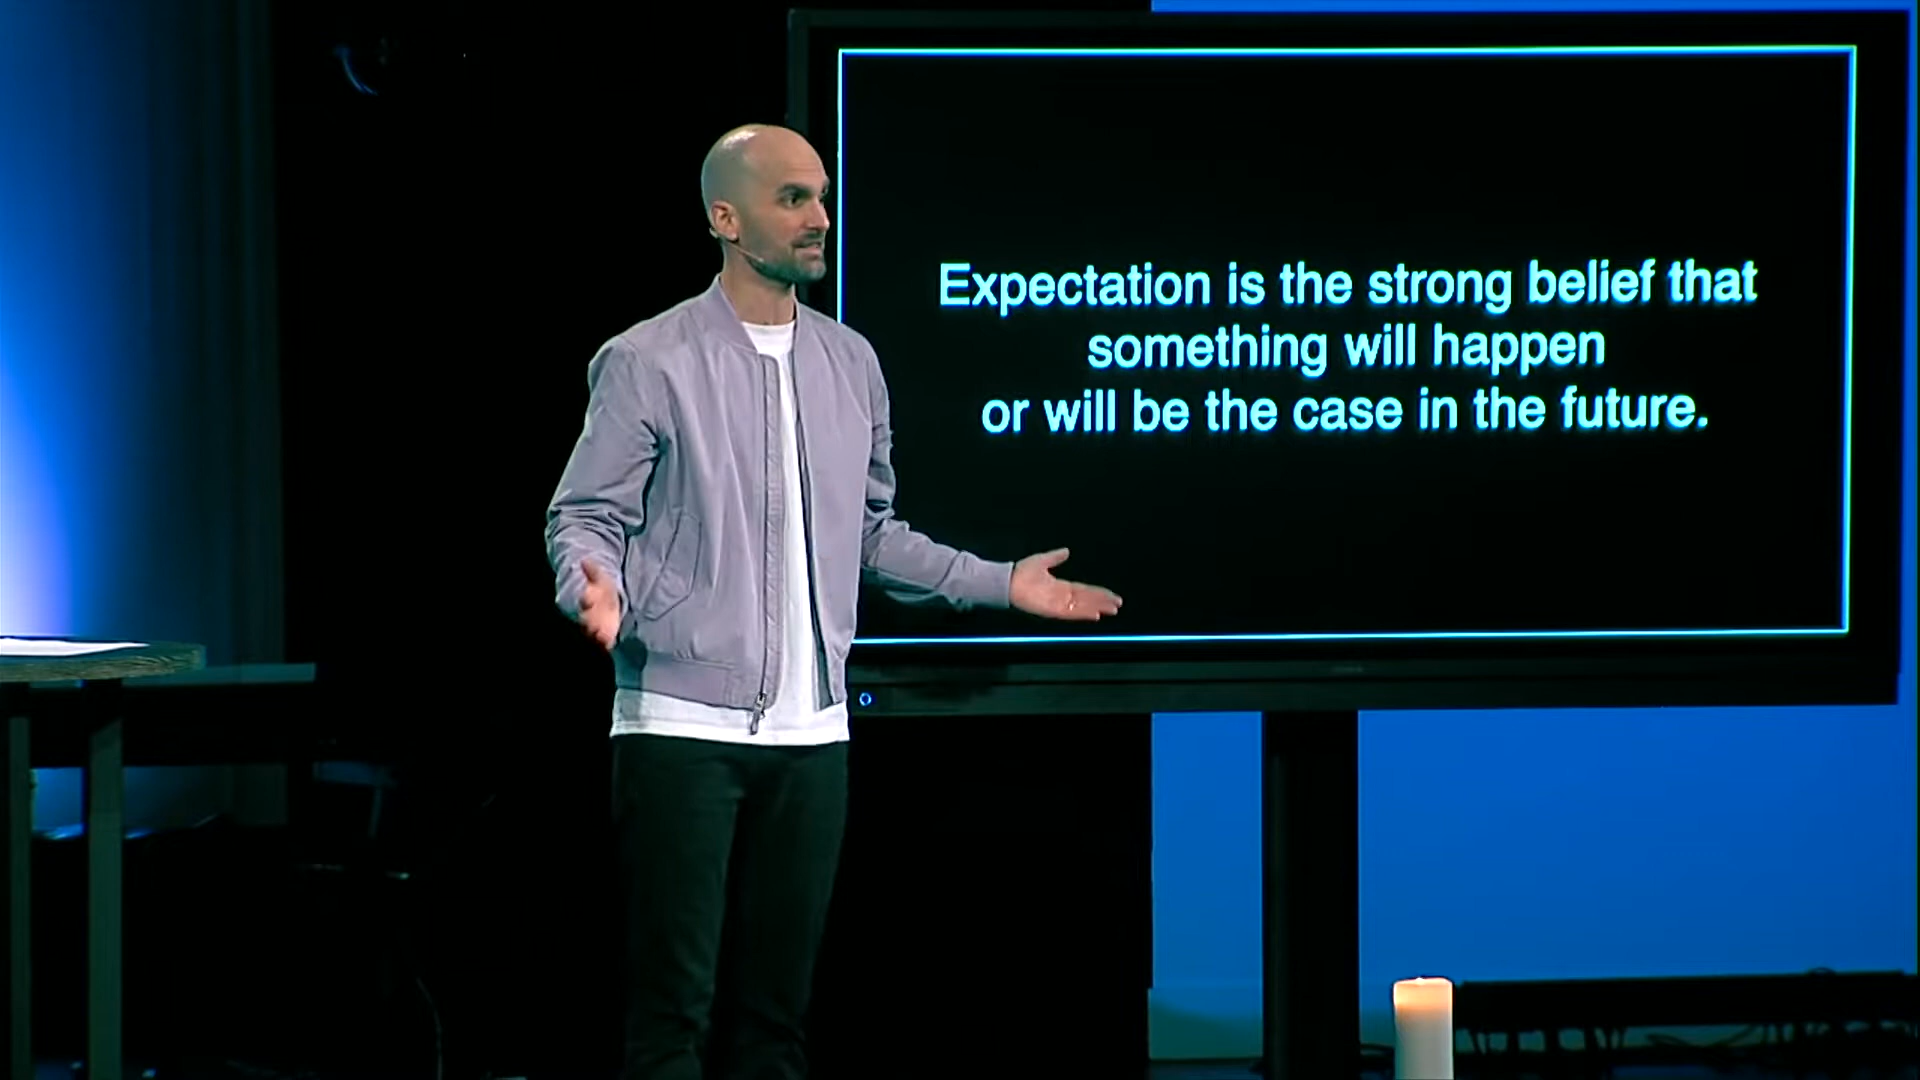 Expectation is the strong belief that
something will happen
or will be the case in the future.